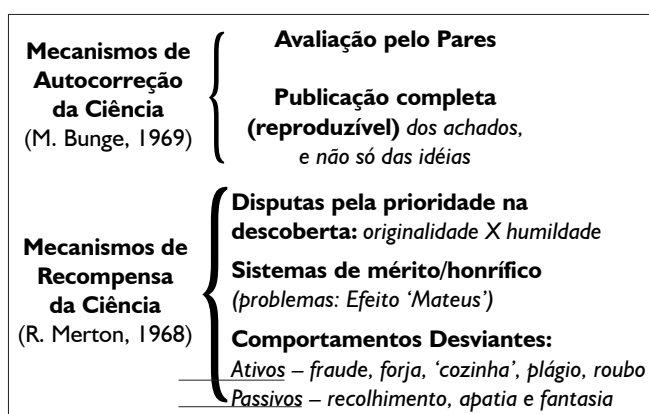 Mecanismos de
Autocorreção
da Ciência
(M. Bunge, 1969)
Avaliação pelo Pares
Publicação completa
(reproduzível) dos achados,
e não só das idéias
Mecanismos de
Recompensa
da Ciência
(R. Merton, 1968)
Disputas pela prioridade na
descoberta: originalidade X humildade
Sistemas de mérito/honrífico
(problemas: Efeito ‘Mateus’)
Comportamentos Desviantes:
Ativos – fraude, forja, ‘cozinha’, plágio, roubo
Passivos – recolhimento, apatia e fantasia